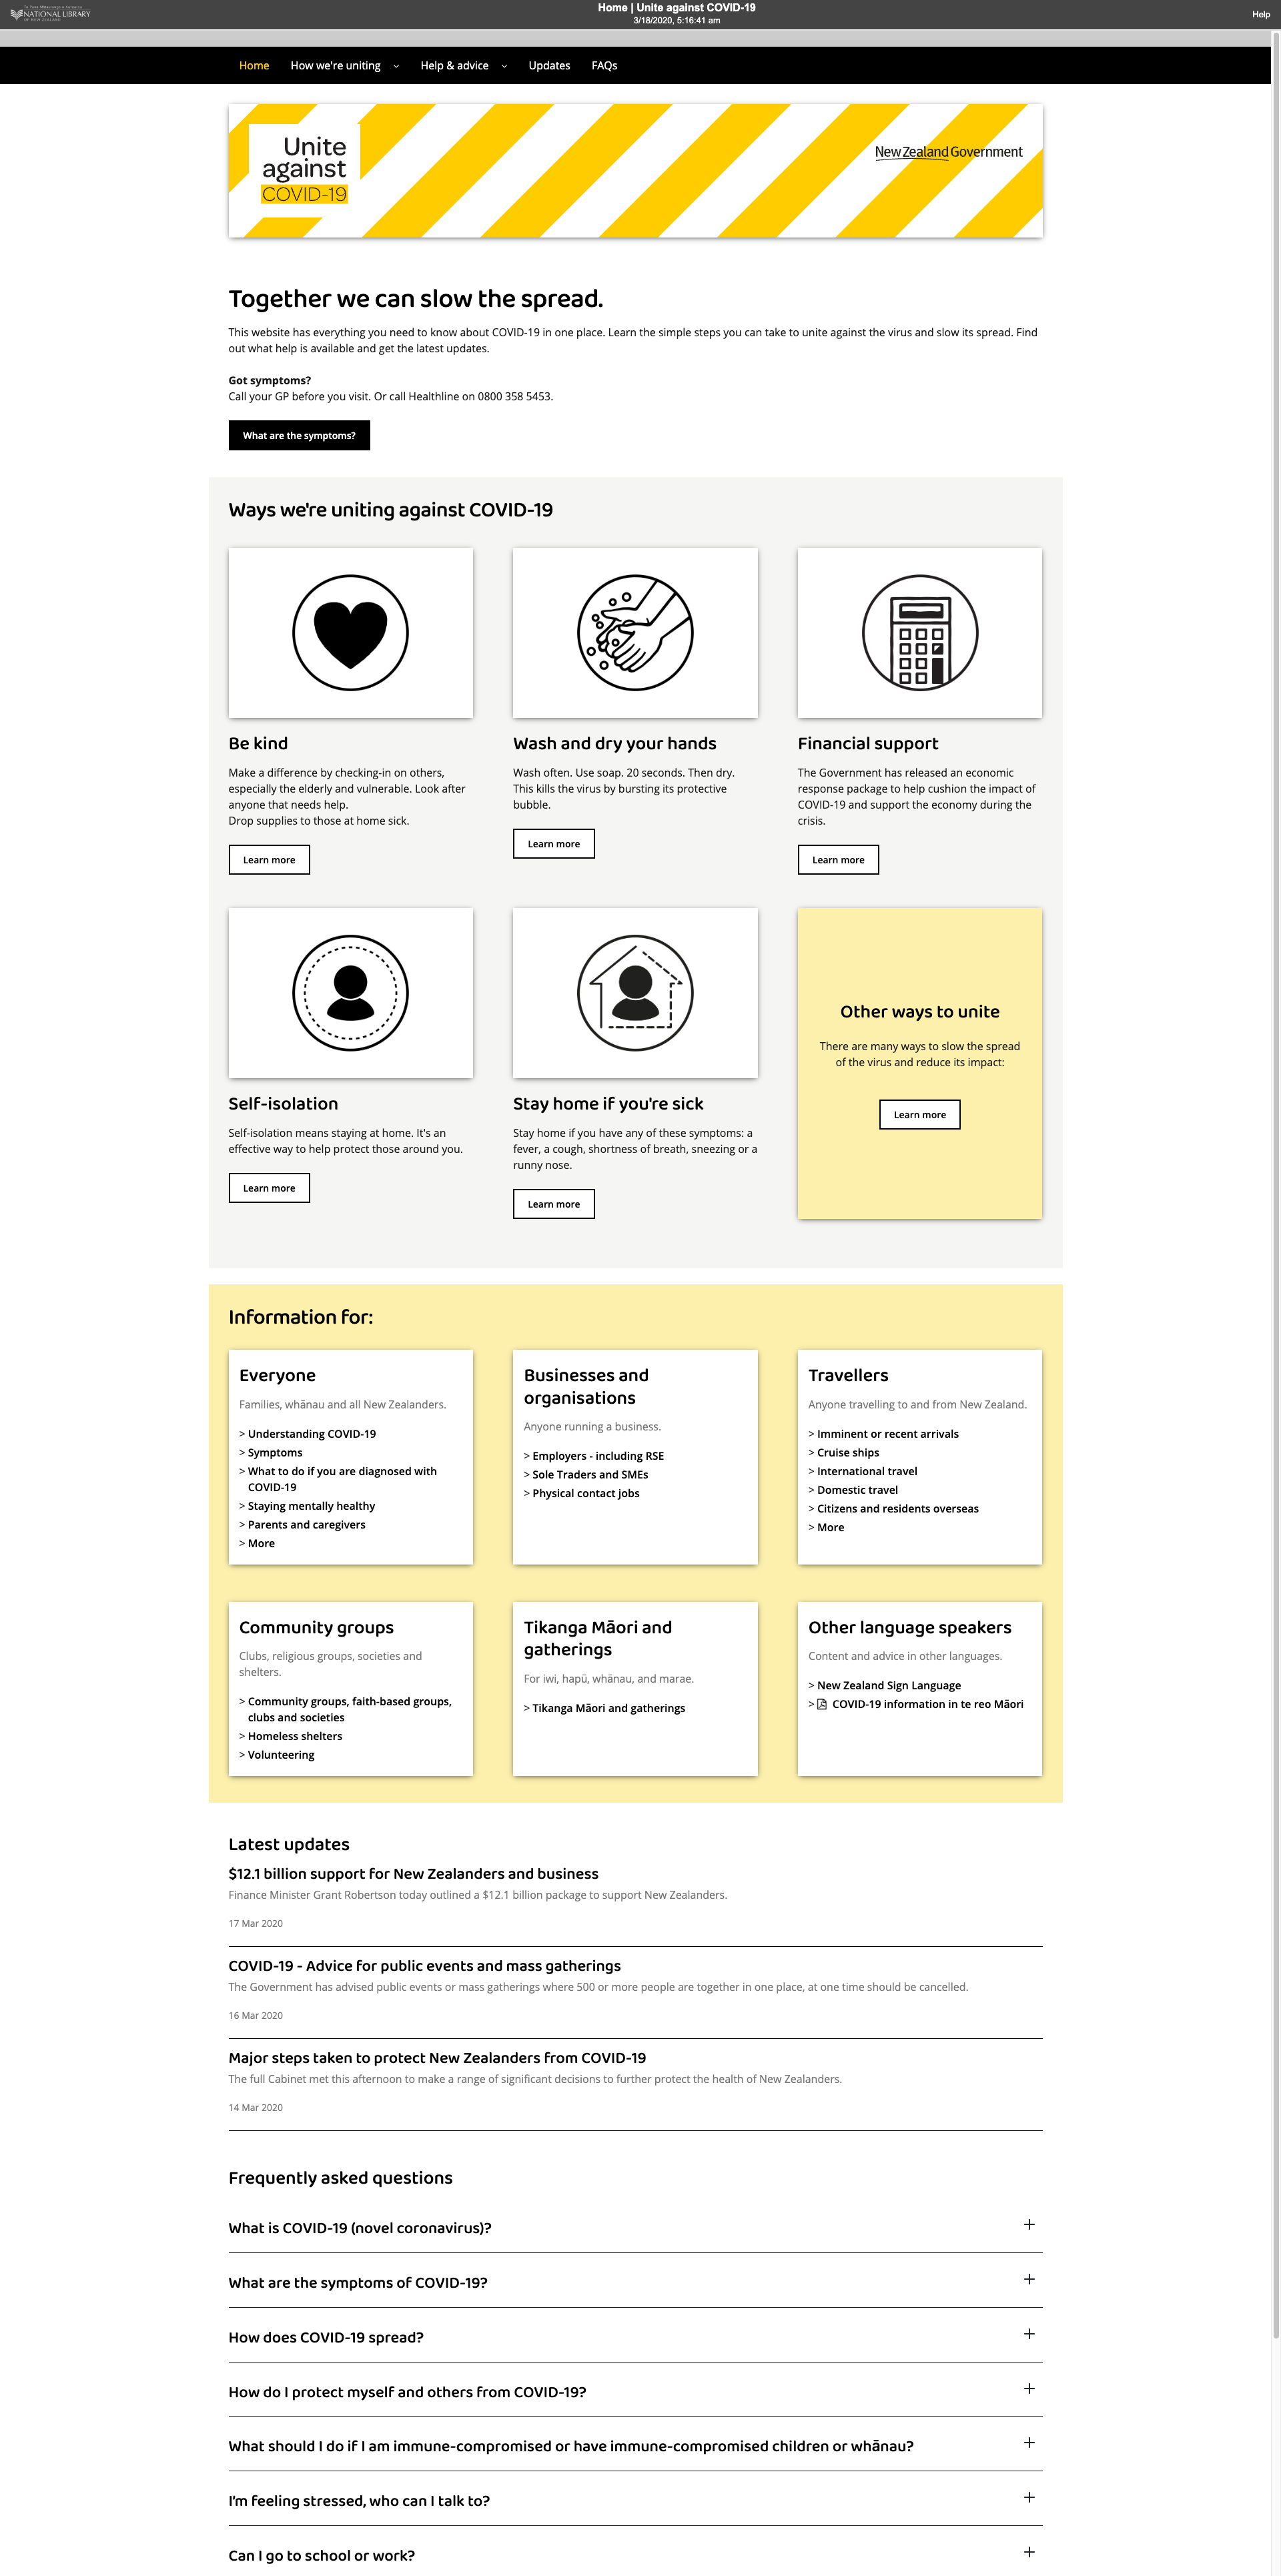 NATIONAL LIBRARY
OF NEW ZEALAND
Home | Unite against COVID-19
3/18/2020, 5:16:41 am
Help
Home
How we're uniting
Help & advice
Updates
FAQs
Unite
against
COVID-19
New Zealand Government
Together we can slow the spread.
This website has everything you need to know about COVID-19 in one place. Learn the simple steps you can take to unite against the virus and slow its spread. Find
out what help is available and get the latest updates.
Got symptoms?
Call your GP before you visit. Or call Healthline on 0800 358 5453.
What are the symptoms?
Ways we're uniting against COVID-19
Be kind
Make a difference by checking-in on others,
especially the elderly and vulnerable. Look after
anyone that needs help.
Drop supplies to those at home sick.
Learn more
Wash and dry your hands
Wash often. Use soap. 20 seconds. Then dry.
This kills the virus by bursting its protective
bubble.
Learn more
Financial support
The Government has released an economic
response package to help cushion the impact of
COVID-19 and support the economy during the
crisis.
Learn more
Self-isolation
Self-isolation means staying at home. It's an
effective way to help protect those around you.
Learn more
Stay home if you're sick
Stay home if you have any of these symptoms: a
fever, a cough, shortness of breath, sneezing or a
runny nose.
Learn more
Other ways to unite
There are many ways to slow the spread
of the virus and reduce its impact:
Learn more
Information for:
Everyone
Families, whānau and all New Zealanders.
> Understanding COVID-19
> Symptoms
> What to do if you are diagnosed with
COVID-19
> Staying mentally healthy
> Parents and caregivers
> More
Businesses and
organisations
Anyone running a business.
> Employers - including RSE
> Sole Traders and SMEs
> Physical contact jobs
Travellers
Anyone travelling to and from New Zealand.
> Imminent or recent arrivals
> Cruise ships
> International travel
> Domestic travel
> Citizens and residents overseas
> More
Community groups
Clubs, religious groups, societies and
shelters.
> Community groups, faith-based groups,
clubs and societies
> Homeless shelters
> Volunteering
Tikanga Māori and
gatherings
For iwi, hapū, whānau, and marae.
> Tikanga Māori and gatherings
Other language speakers
Content and advice in other languages.
> New Zealand Sign Language
> COVID-19 information in te reo Māori
Latest updates
$12.1 billion support for New Zealanders and business
Finance Minister Grant Robertson today outlined a $12.1 billion package to support New Zealanders.
17 Mar 2020
COVID-19 - Advice for public events and mass gatherings
The Government has advised public events or mass gatherings where 500 or more people are together in one place, at one time should be cancelled.
16 Mar 2020
Major steps taken to protect New Zealanders from COVID-19
The full Cabinet met this afternoon to make a range of significant decisions to further protect the health of New Zealanders.
14 Mar 2020
Frequently asked questions
What is COVID-19 (novel coronavirus)?
What are the symptoms of COVID-19?
How does COVID-19 spread?
How do I protect myself and others from COVID-19?
What should I do if I am immune-compromised or have immune-compromised children or whānau?
I'm feeling stressed, who can I talk to?
Can I go to school or work?